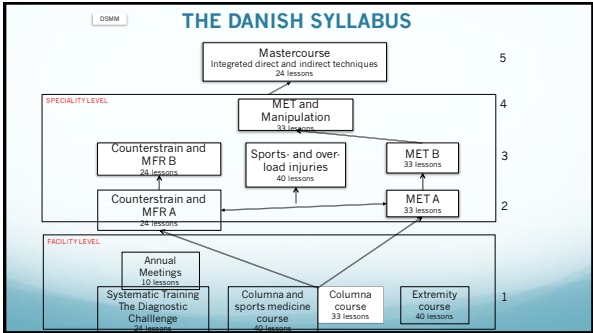 DSMM
THE DANISH SYLLABUS
Mastercourse
Integreted direct and indirect techniques
24 lessons
5
SPECIALITY LEVEL
MET and
Manipulation
33 lessons
4
Counterstrain and
MFR B
24 lessons
Sports- and over-
load injuries
40 lessons
MET B
33 lessons
3
Counterstrain and
MFR A
24 lessons
MET A
33 lessons
2
FACILITY LEVEL
Annual
Meetings
10 lessons
Systematic Training
The Diagnostic
Challlenge
24 lessons
Columna and
sports medicine
course
40 lessons
Columna
course
33 lessons
Extremity
course
40 lessons
1